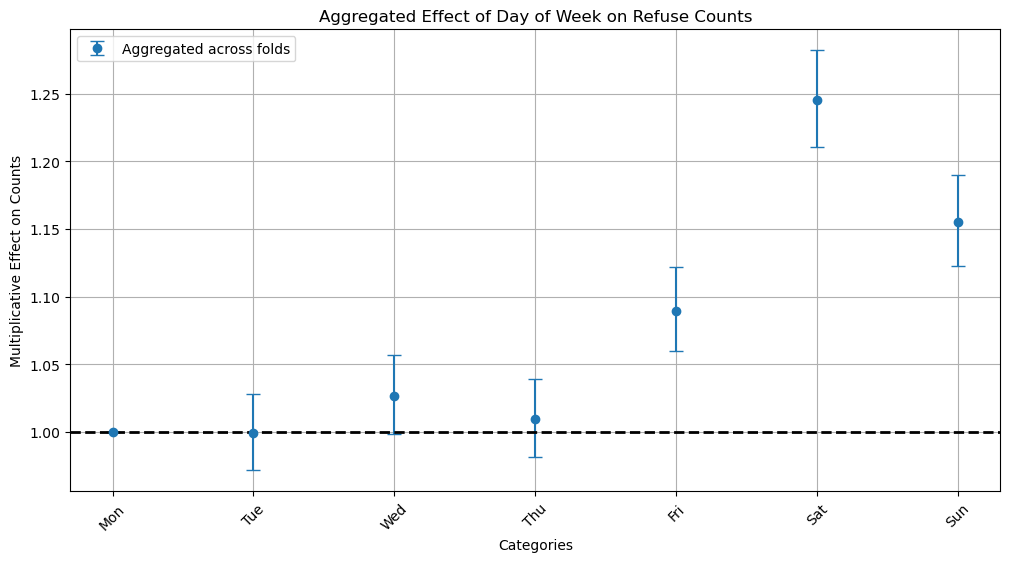 Aggregated Effect of Day of Week on Refuse Counts
Aggregated across folds
Multiplicative Effect on Counts
1.25
1.20
1.15
1.10
1.05
1.00
Mon
Tue
Wed
Thu
Fri
Sat
Sun
Categories